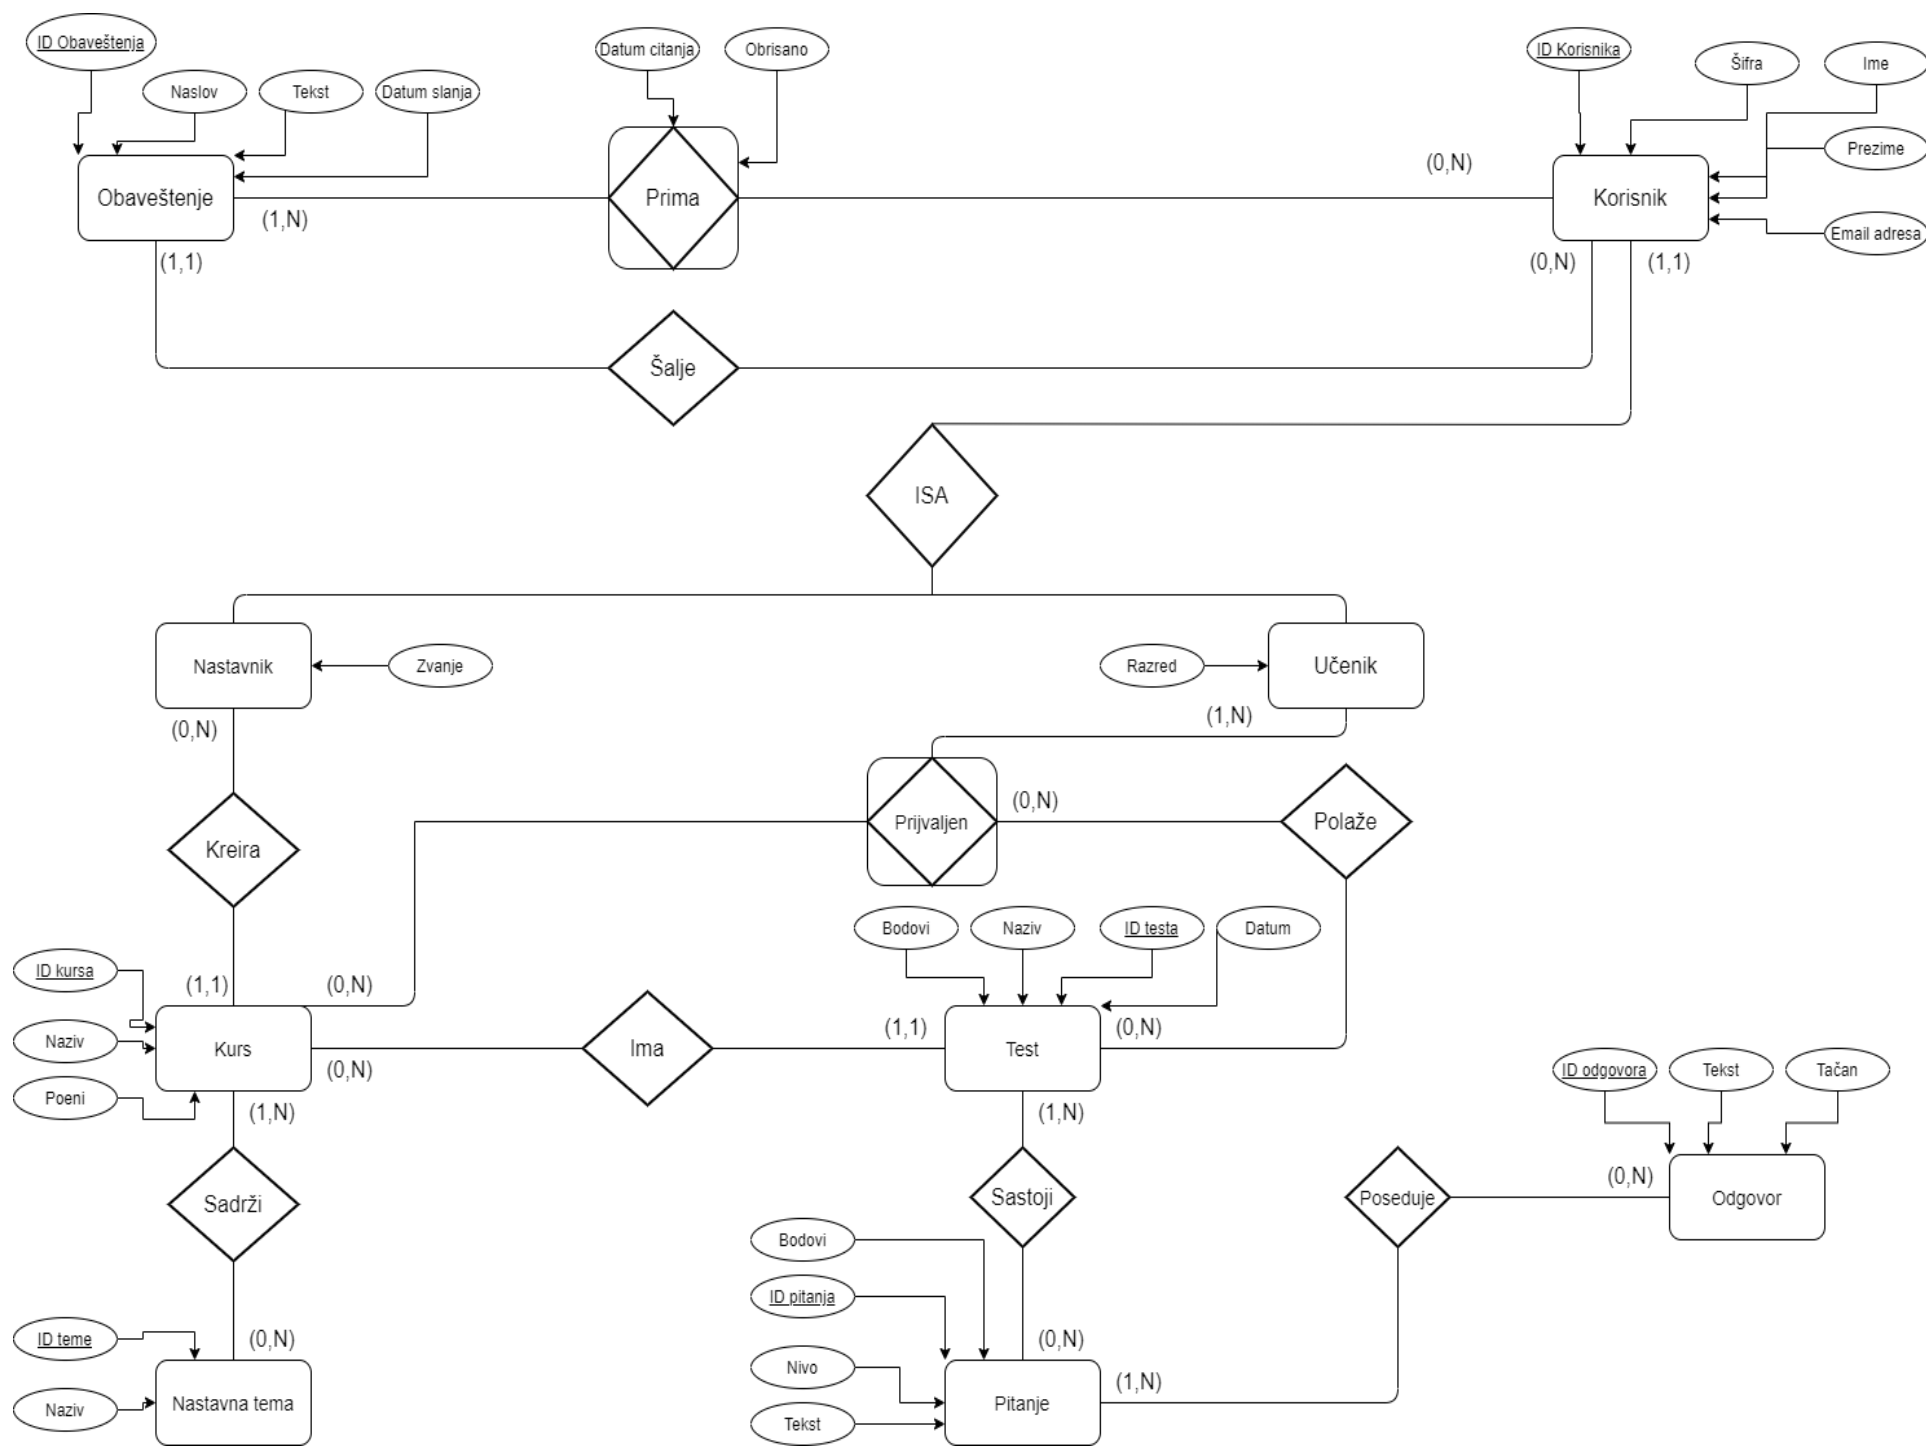 ID Obaveštenja
Datum citanja
Obrisano
ID Korisnika
Šifra
Ime
Naslov
Tekst
Datum slanja
Prezime
Obaveštenje
Prima
(0,N)
Korisnik
(1,N)
Email adresa
(1,1)
(0,N)
(1,1)
Šalje
ISA
Nastavnik
Zvanje
Razred
Učenik
(0,N)
(1,N)
Kreira
Prijvaljen
(0,N)
Polaže
Bodovi
Naziv
ID testa
Datum
ID kursa
(1,1)
(0,N)
Naziv
Kurs
(0,N)
Ima
(1,1)
Test
(0,N)
Poeni
(1,N)
(1,N)
ID odgovora
Tekst
Tačan
Sadrži
Sastoji
Poseduje
(0,N)
Odgovor
Bodovi
ID pitanja
ID teme
(0,N)
(0,N)
Nivo
Naziv
Nastavna tema
Tekst
Pitanje
(1,N)